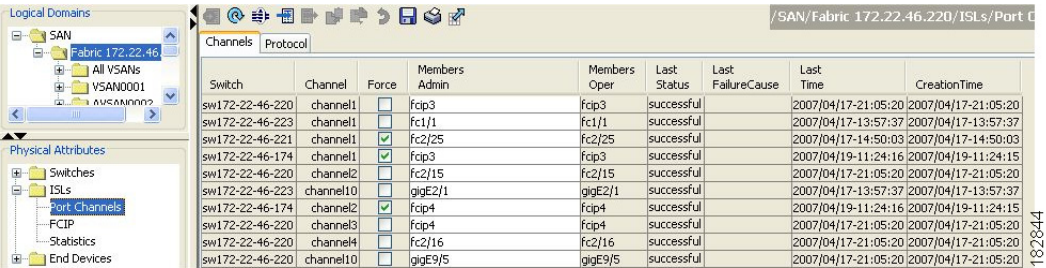 Logical Domains
SAN
Fabric 172.22.46.
All VSANs
VSAN0001
AVSAN0002
Physical Attributes
Switches
ISLs
Port Channels
FCIP
Statistics
End Devices
/SAN/Fabric 172.22.46.220/ISLs/Port C
Channels Protocol
Switch Channel Force Members Admin Members Oper Last Status Last FailureCause Last Time CreationTime
sw172-22-46-220 channel1 fcip3 fcip3 successful 2007/04/17-21:05:20 2007/04/17-21:05:20
sw172-22-46-223 channel1 fc1/1 fc1/1 successful 2007/04/17-13:57:37 2007/04/17-13:57:37
sw172-22-46-221 channel1 fc2/25 fc2/25 successful 2007/04/17-14:50:03 2007/04/17-14:50:03
sw172-22-46-174 channel1 fcip3 fcip3 successful 2007/04/19-11:24:16 2007/04/19-11:24:15
sw172-22-46-220 channel2 fc2/15 fc2/15 successful 2007/04/17-21:05:20 2007/04/17-21:05:20
sw172-22-46-223 channel10 gigE2/1 gigE2/1 successful 2007/04/17-13:57:37 2007/04/17-13:57:37
sw172-22-46-174 channel2 fcip4 fcip4 successful 2007/04/19-11:24:16 2007/04/19-11:24:15
sw172-22-46-220 channel3 fcip4 fcip4 successful 2007/04/17-21:05:20 2007/04/17-21:05:20
sw172-22-46-220 channel4 fc2/16 fc2/16 successful 2007/04/17-21:05:20 2007/04/17-21:05:20
sw172-22-46-220 channel10 gigE9/5 gigE9/5 successful 2007/04/17-21:05:20 2007/04/17-21:05:20
182844